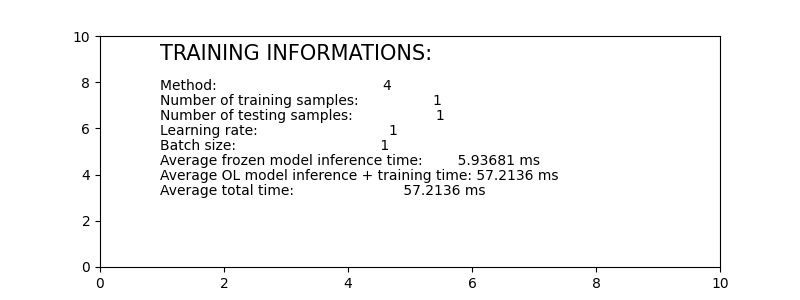 TRAINING INFORMATIONS:
Method: 4
Number of training samples: 1
Number of testing samples: 1
Learning rate: 1
Batch size: 1
Average frozen model inference time: 5.93681 ms
Average OL model inference + training time: 57.2136 ms
Average total time: 57.2136 ms
10
8
6
4
2
0
0 2 4 6 8 10